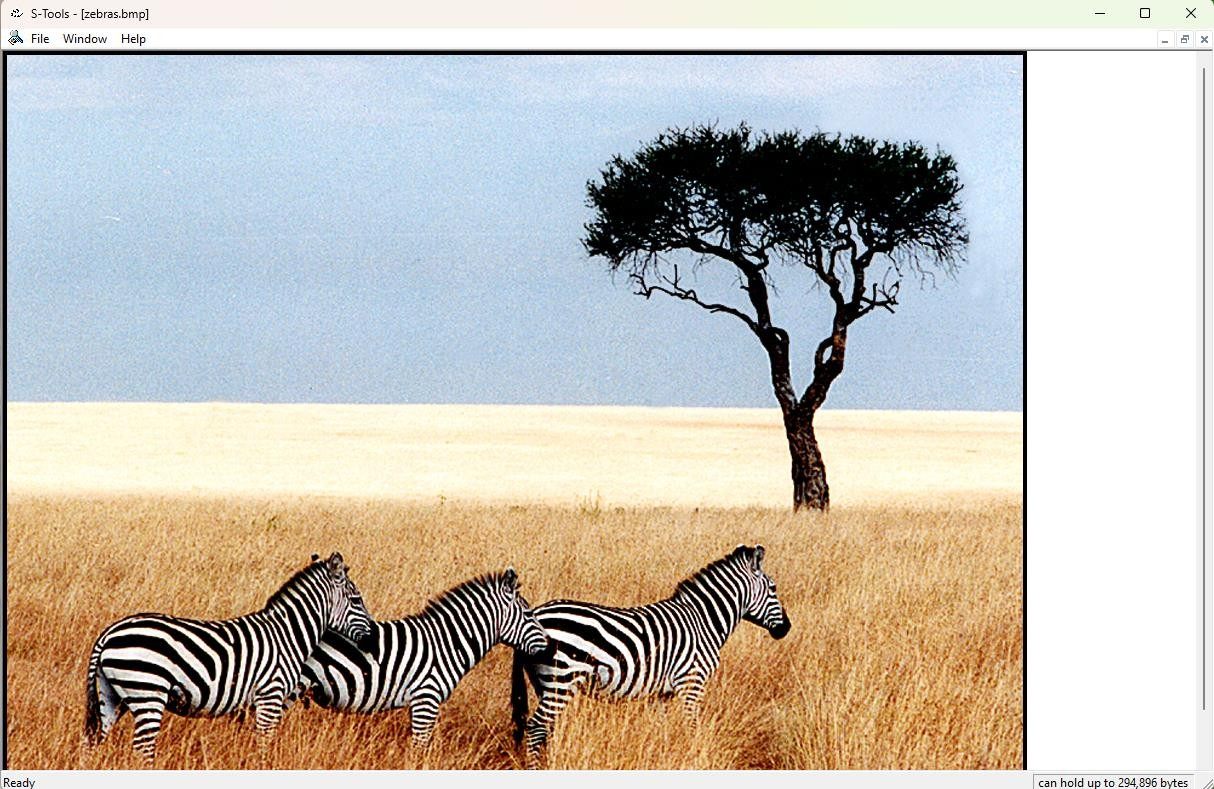 S-Tools - [zebras.bmp]
File Window Help
Ready can hold up to 294,896 bytes